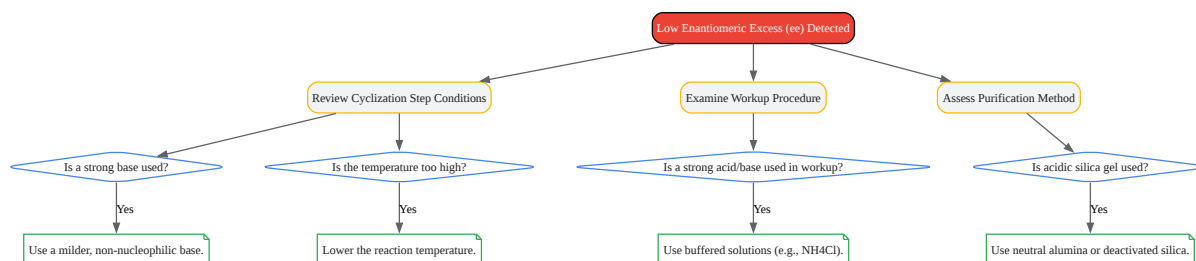 Low Enantiomeric Excess (ee) Detected
Review Cyclization Step Conditions
Examine Workup Procedure
Assess Purification Method
Is a strong base used?
Is the temperature too high?
Is a strong acid/base used in workup?
Is acidic silica gel used?
Yes
Yes
Yes
Yes
Use a milder, non-nucleophilic base.
Lower the reaction temperature.
Use buffered solutions (e.g., NH4Cl).
Use neutral alumina or deactivated silica.